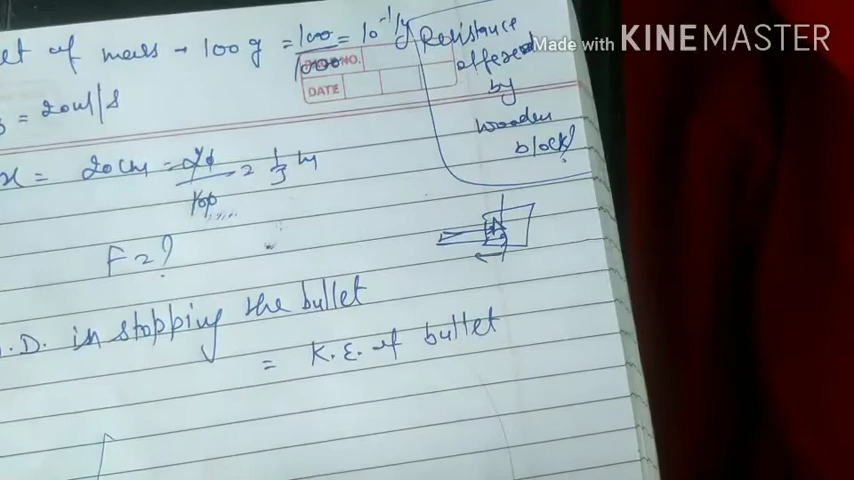 et of mass → 100 g = 100/1000 = 10⁻¹ kg
= 20 m/s
x = 20 cm = 20/100 = 1/5 m
F = ?
.D. in stopping the bullet
= K.E. of bullet
Resistance
offered
by
wooden
block?
NO.
DATE
Made with KINEMASTER